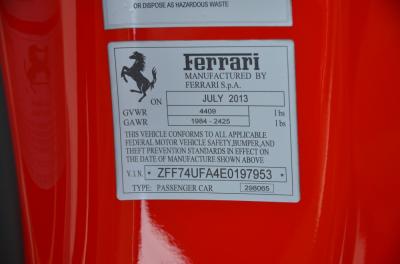 OR DISPOSE AS HAZARDOUS WASTE
Ferrari
MANUFACTURED BY
FERRARI S.p.A.
ON JULY 2013
GVWR 4409 lbs
GAWR 1984 - 2425 lbs
THIS VEHICLE CONFORMS TO ALL APPLICABLE
FEDERAL MOTOR VEHICLE SAFETY, BUMPER, AND
THEFT PREVENTION STANDARDS IN EFFECT ON
THE DATE OF MANUFACTURE SHOWN ABOVE
V.I.N. ZFF74UFA4E0197953
TYPE: PASSENGER CAR 298065